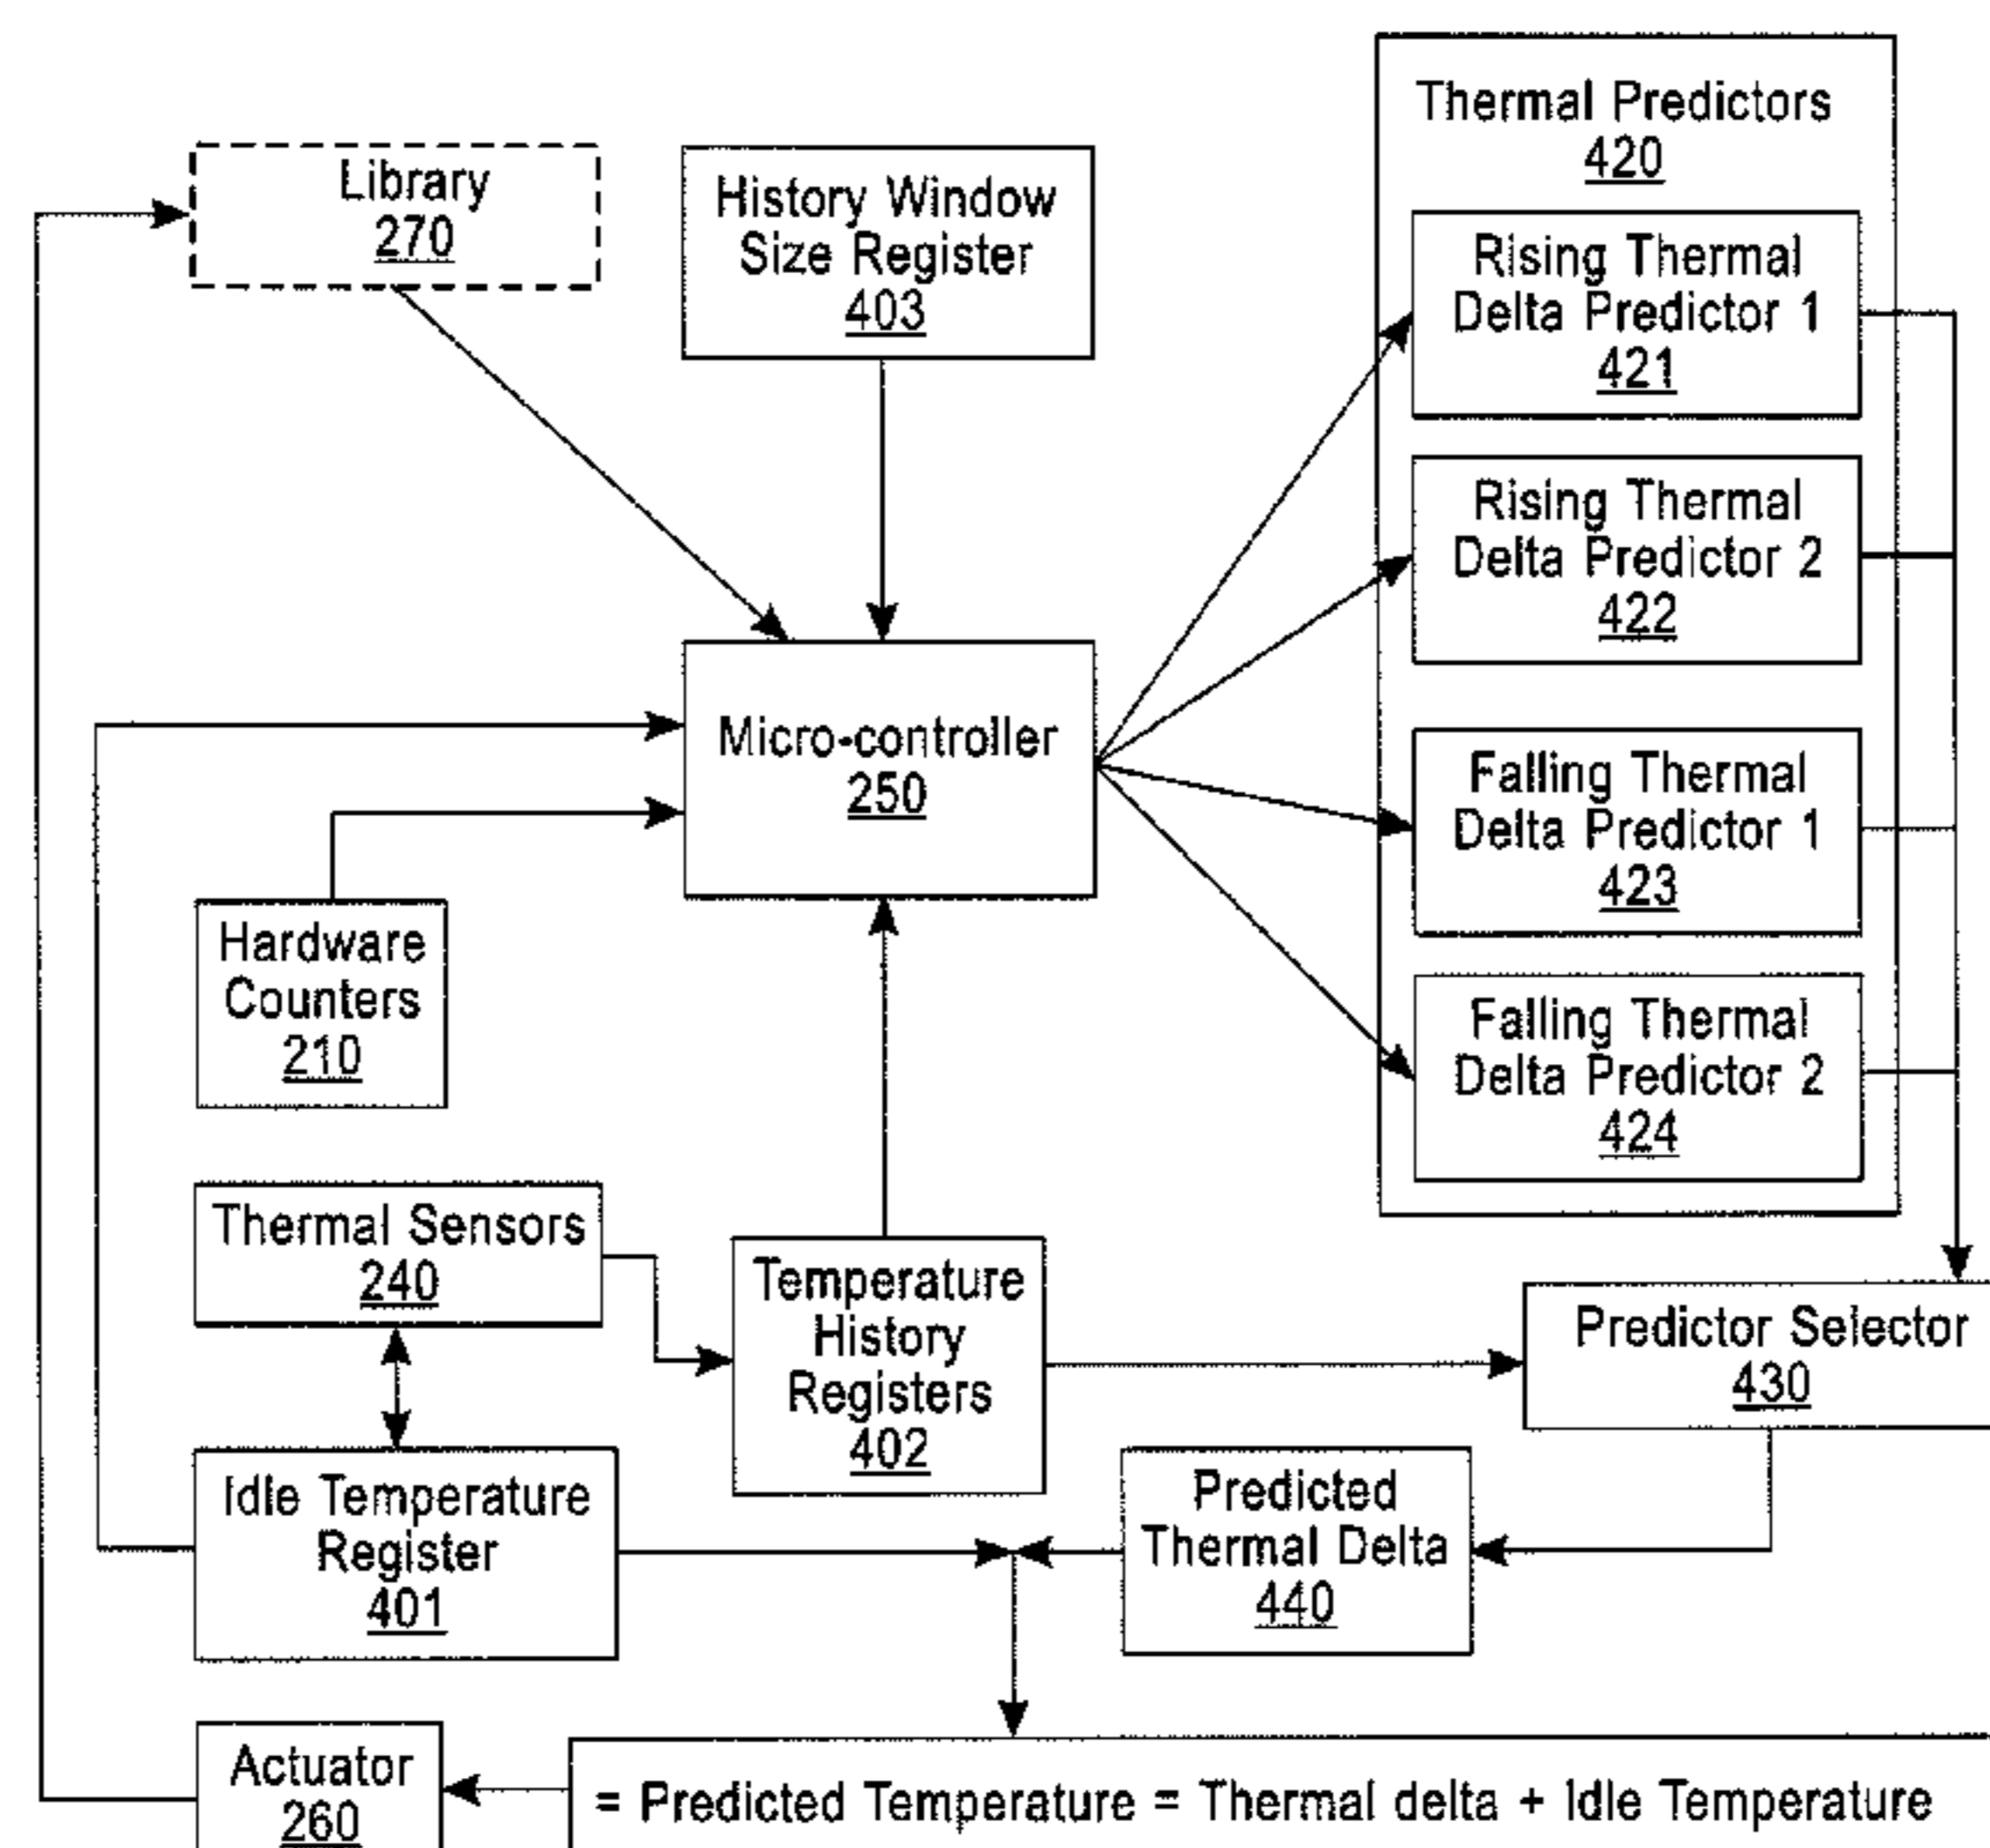 Library
270
History Window
Size Register
403
Thermal Predictors
420
Rising Thermal
Delta Predictor 1
421
Rising Thermal
Delta Predictor 2
422
Falling Thermal
Delta Predictor 1
423
Falling Thermal
Delta Predictor 2
424
Micro-controller
250
Hardware
Counters
210
Thermal Sensors
240
Temperature
History
Registers
402
Predictor Selector
430
Idle Temperature
Register
401
Predicted
Thermal Delta
440
Actuator
260
= Predicted Temperature = Thermal delta + Idle Temperature